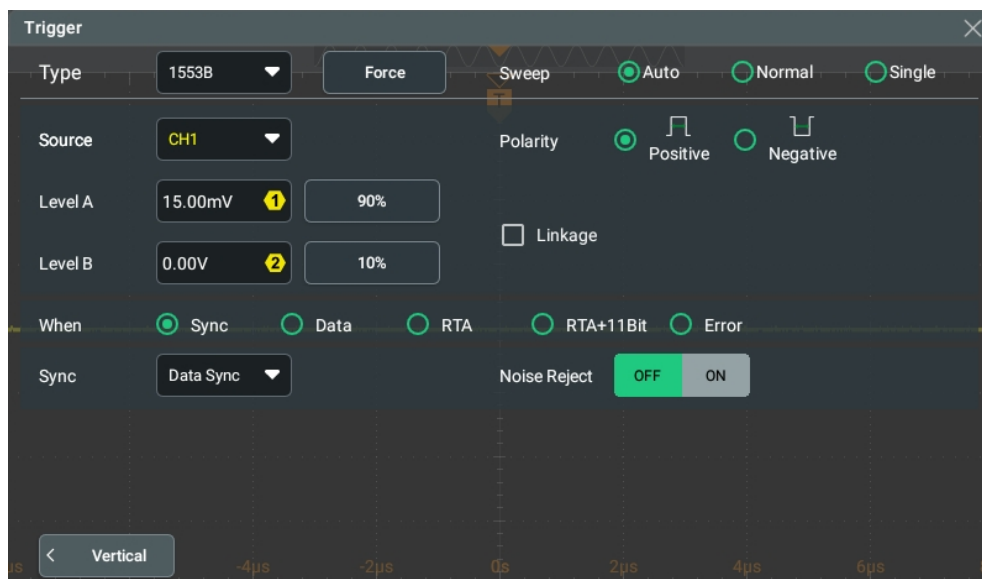 Trigger
Type 1553B Force Sweep Auto Normal Single
T
Source CH1 Polarity Positive Negative
Level A 15.00mV 1 90%
Linkage
Level B 0.00V 2 10%
When Sync Data RTA RTA+11Bit Error
Sync Data Sync Noise Reject OFF ON
Vertical
-4µs -2µs 0s 2µs 4µs 6µs